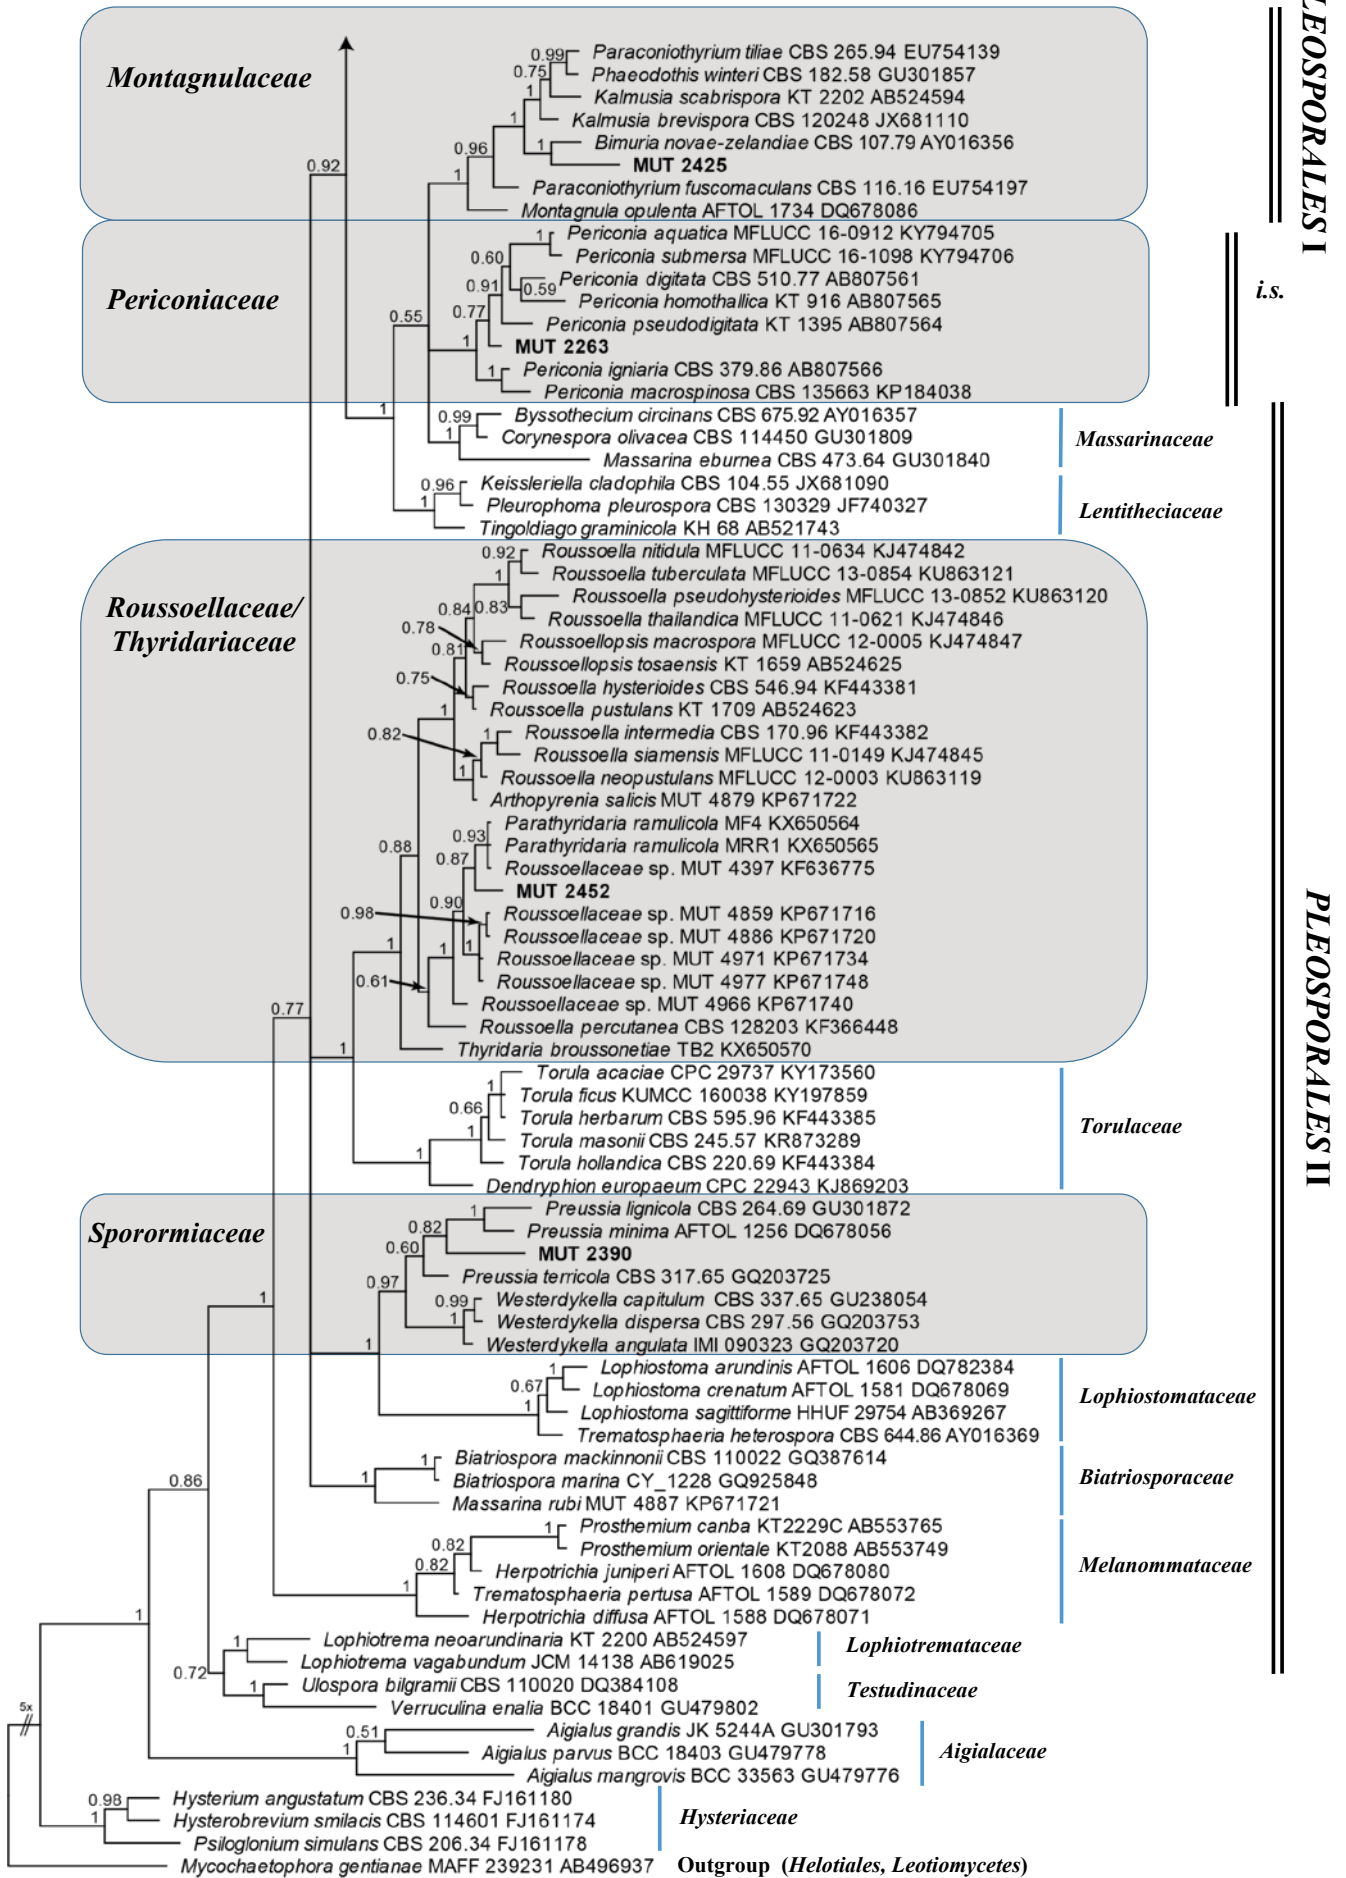 PLEOSPORALES I
Montagnulaceae
0.92
0.99
Paraconiothyrium tiliae CBS 265.94 EU754139
0.75
Phaeodothis winteri CBS 182.58 GU301857
1
Kalmusia scabrispora KT 2202 AB524594
1
Kalmusia brevispora CBS 120248 JX681110
0.96
1
Bimuria novae-zelandiae CBS 107.79 AY016356
MUT 2425
1
Paraconiothyrium fuscomaculans CBS 116.16 EU754197
Montagnula opulenta AFTOL 1734 DQ678086
i.s.
Periconiaceae
1
Periconia aquatica MFLUCC 16-0912 KY794705
0.60
Periconia submersa MFLUCC 16-1098 KY794706
0.91
Periconia digitata CBS 510.77 AB807561
0.59
Periconia homothallica KT 916 AB807565
0.77
0.55
Periconia pseudodigitata KT 1395 AB807564
1
MUT 2263
1
Periconia igniaria CBS 379.86 AB807566
Periconia macrospinosa CBS 135663 KP184038
1
0.99
Byssothecium circinans CBS 675.92 AY016357
1
Corynespora olivacea CBS 114450 GU301809
Massarinaceae
Massarina eburnea CBS 473.64 GU301840
0.96
Keissleriella cladophila CBS 104.55 JX681090
1
Pleurophoma pleurospora CBS 130329 JF740327
Lentitheciaceae
Tingoldiago graminicola KH 68 AB521743
Roussoellaceae/
Thyridariaceae
0.92
Roussoella nitidula MFLUCC 11-0634 KJ474842
1
Roussoella tuberculata MFLUCC 13-0854 KU863121
0.84
0.83
Roussoella pseudohysterioides MFLUCC 13-0852 KU863120
Roussoella thailandica MFLUCC 11-0621 KJ474846
0.78
Roussoellopsis macrospora MFLUCC 12-0005 KJ474847
0.81
Roussoellopsis tosaensis KT 1659 AB524625
0.75
Roussoella hysterioides CBS 546.94 KF443381
1
Roussoella pustulans KT 1709 AB524623
0.82
1
Roussoella intermedia CBS 170.96 KF443382
Roussoella siamensis MFLUCC 11-0149 KJ474845
1
Roussoella neopustulans MFLUCC 12-0003 KU863119
Arthopyrenia salicis MUT 4879 KP671722
0.88
0.93
Parathyridaria ramulicola MF4 KX650564
Parathyridaria ramulicola MRR1 KX650565
0.87
Roussoellaceae sp. MUT 4397 KF636775
MUT 2452
0.98
0.90
Roussoellaceae sp. MUT 4859 KP671716
Roussoellaceae sp. MUT 4886 KP671720
1
1
1
Roussoellaceae sp. MUT 4971 KP671734
0.61
Roussoellaceae sp. MUT 4977 KP671748
Roussoellaceae sp. MUT 4966 KP671740
Roussoella percutanea CBS 128203 KF366448
0.77
1
Thyridaria broussonetiae TB2 KX650570
PLEOSPORALES II
1
Torula acaciae CPC 29737 KY173560
Torula ficus KUMCC 160038 KY197859
0.66
Torula herbarum CBS 595.96 KF443385
Torulaceae
1
Torula masonii CBS 245.57 KR873289
1
Torula hollandica CBS 220.69 KF443384
Dendryphion europaeum CPC 22943 KJ869203
Sporormiaceae
1
Preussia lignicola CBS 264.69 GU301872
0.82
Preussia minima AFTOL 1256 DQ678056
0.60
MUT 2390
0.97
Preussia terricola CBS 317.65 GQ203725
1
0.99
Westerdykella capitulum CBS 337.65 GU238054
1
Westerdykella dispersa CBS 297.56 GQ203753
1
Westerdykella angulata IMI 090323 GQ203720
1
Lophiostoma arundinis AFTOL 1606 DQ782384
0.67
Lophiostoma crenatum AFTOL 1581 DQ678069
Lophiostomataceae
1
Lophiostoma sagittiforme HHUF 29754 AB369267
Trematosphaeria heterospora CBS 644.86 AY016369
0.86
1
Biatriospora mackinnonii CBS 110022 GQ387614
1
Biatriospora marina CY_1228 GQ925848
Biatriosporaceae
Massarina rubi MUT 4887 KP671721
1
Prosthemium canba KT2229C AB553765
0.82
Prosthemium orientale KT2088 AB553749
0.82
Herpotrichia juniperi AFTOL 1608 DQ678080
Melanommataceae
1
Trematosphaeria pertusa AFTOL 1589 DQ678072
1
Herpotrichia diffusa AFTOL 1588 DQ678071
1
Lophiotrema neoarundinaria KT 2200 AB524597
Lophiotremataceae
0.72
Lophiotrema vagabundum JCM 14138 AB619025
1
Ulospora bilgramii CBS 110020 DQ384108
Testudinaceae
Verruculina enalia BCC 18401 GU479802
5x
0.51
Aigialus grandis JK 5244A GU301793
1
Aigialus parvus BCC 18403 GU479778
Aigialaceae
Aigialus mangrovis BCC 33563 GU479776
0.98
Hysterium angustatum CBS 236.34 FJ161180
1
Hysterobrevium smilacis CBS 114601 FJ161174
Hysteriaceae
Psiloglonium simulans CBS 206.34 FJ161178
Mycochaetophora gentianae MAFF 239231 AB496937
Outgroup (Helotiales, Leotiomycetes)